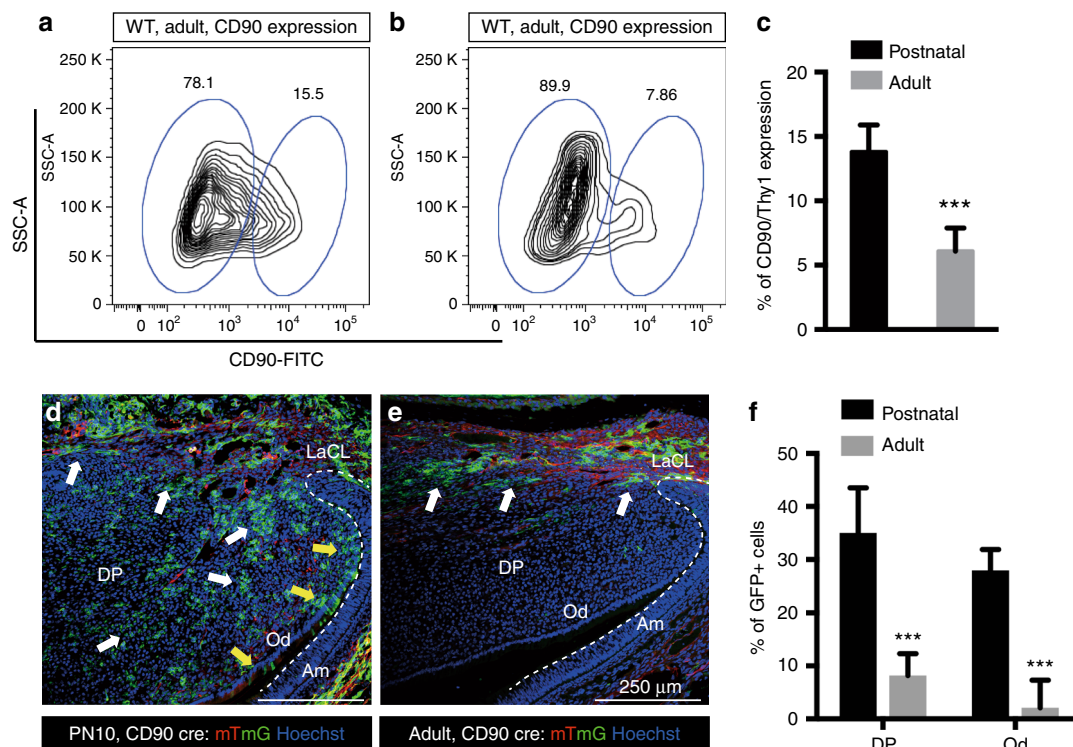 a
WT, adult, CD90 expression
250 K
200 K
150 K
100 K
50 K
0
SSC-A
SSC-A
78.1
15.5
0 10² 10³ 10⁴ 10⁵
b
WT, adult, CD90 expression
250 K
200 K
150 K
100 K
50 K
0
SSC-A
89.9
7.86
0 10² 10³ 10⁴ 10⁵
CD90-FITC
c
Postnatal
Adult
% of CD90/Thy1 expression
20
15
10
5
0
***
d
LaCL
DP
Od
Am
PN10, CD90 cre: mTmG Hoechst
e
LaCL
DP
Od
Am
250 µm
Adult, CD90 cre: mTmG Hoechst
f
Postnatal
Adult
% of GFP+ cells
50
40
30
20
10
0
***
***
DP Od